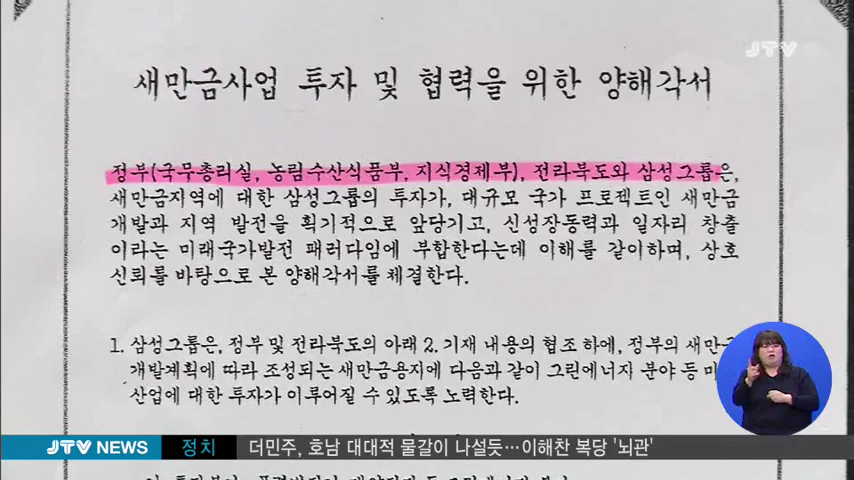 JTV
새만금사업 투자 및 협력을 위한 양해각서
정부(국무총리실, 농림수산식품부, 지식경제부), 전라북도와 삼성그룹은,
새만금지역에 대한 삼성그룹의 투자가, 대규모 국가 프로젝트인 새만금
개발과 지역 발전을 획기적으로 앞당기고, 신성장동력과 일자리 창출
이라는 미래국가발전 패러다임에 부합한다는데 이해를 같이하며, 상호
신뢰를 바탕으로 본 양해각서를 체결한다.
1. 삼성그룹은, 정부 및 전라북도의 아래 2. 기재 내용의 협조 하에, 정부의 새만금
개발계획에 따라 조성되는 새만금용지에 다음과 같이 그린에너지 분야 등 미
산업에 대한 투자가 이루어질 수 있도록 노력한다.
JTV NEWS 정치 더민주, 호남 대대적 물갈이 나설듯…이해찬 복당 '뇌관'